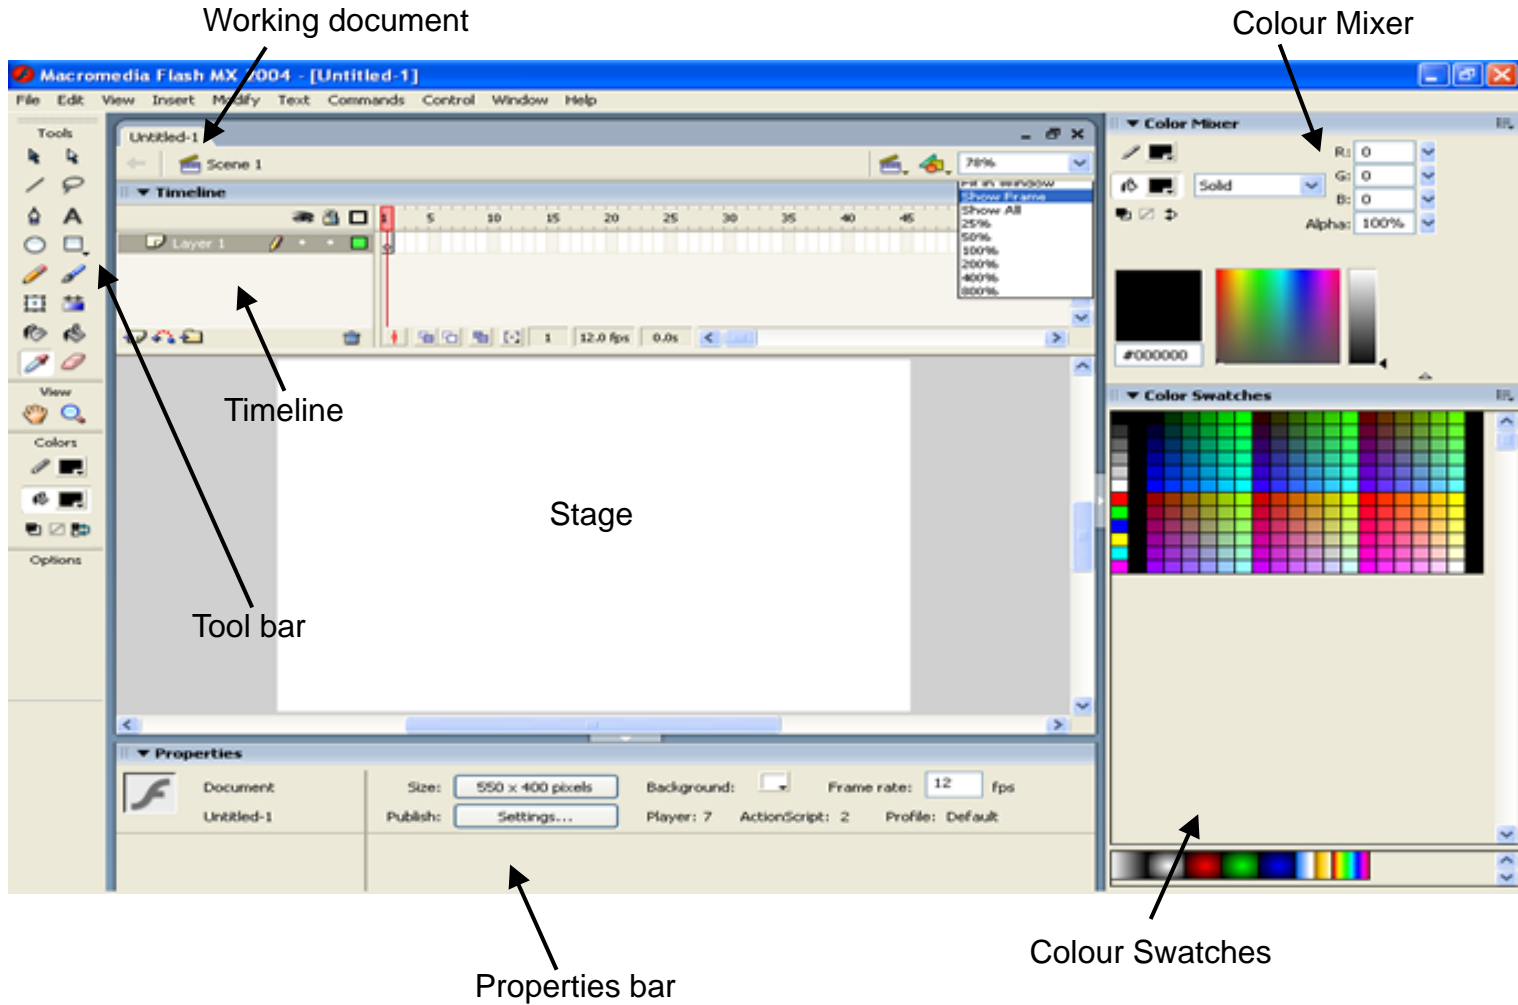 Working document
Colour Mixer
Macromedia Flash MX 2004 - [Untitled-1]
File Edit View Insert Modify Text Commands Control Window Help
Tools
Untitled-1
Scene 1
78%
Timeline
Fit in Window
Show Frame
Show All
25%
50%
100%
200%
400%
800%
1 5 10 15 20 25 30 35 40 45
Layer 1
1 12.0 fps 0.0s
View
Colors
Options
Timeline
Stage
Tool bar
Color Mixer
R: 0
G: 0
B: 0
Solid
Alpha: 100%
#000000
Color Swatches
Properties
Document
Untitled-1
Size: 550 x 400 pixels
Publish: Settings...
Background:
Frame rate: 12 fps
Player: 7 ActionScript: 2 Profile: Default
Properties bar
Colour Swatches